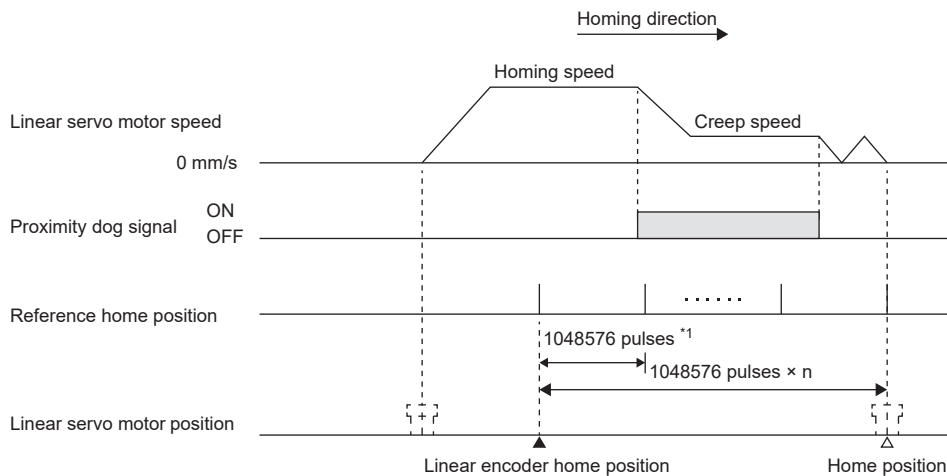 Homing direction
Homing speed
Linear servo motor speed
Creep speed
0 mm/s
ON
Proximity dog signal
OFF
Reference home position
1048576 pulses *1
1048576 pulses × n
Linear servo motor position
Linear encoder home position
Home position